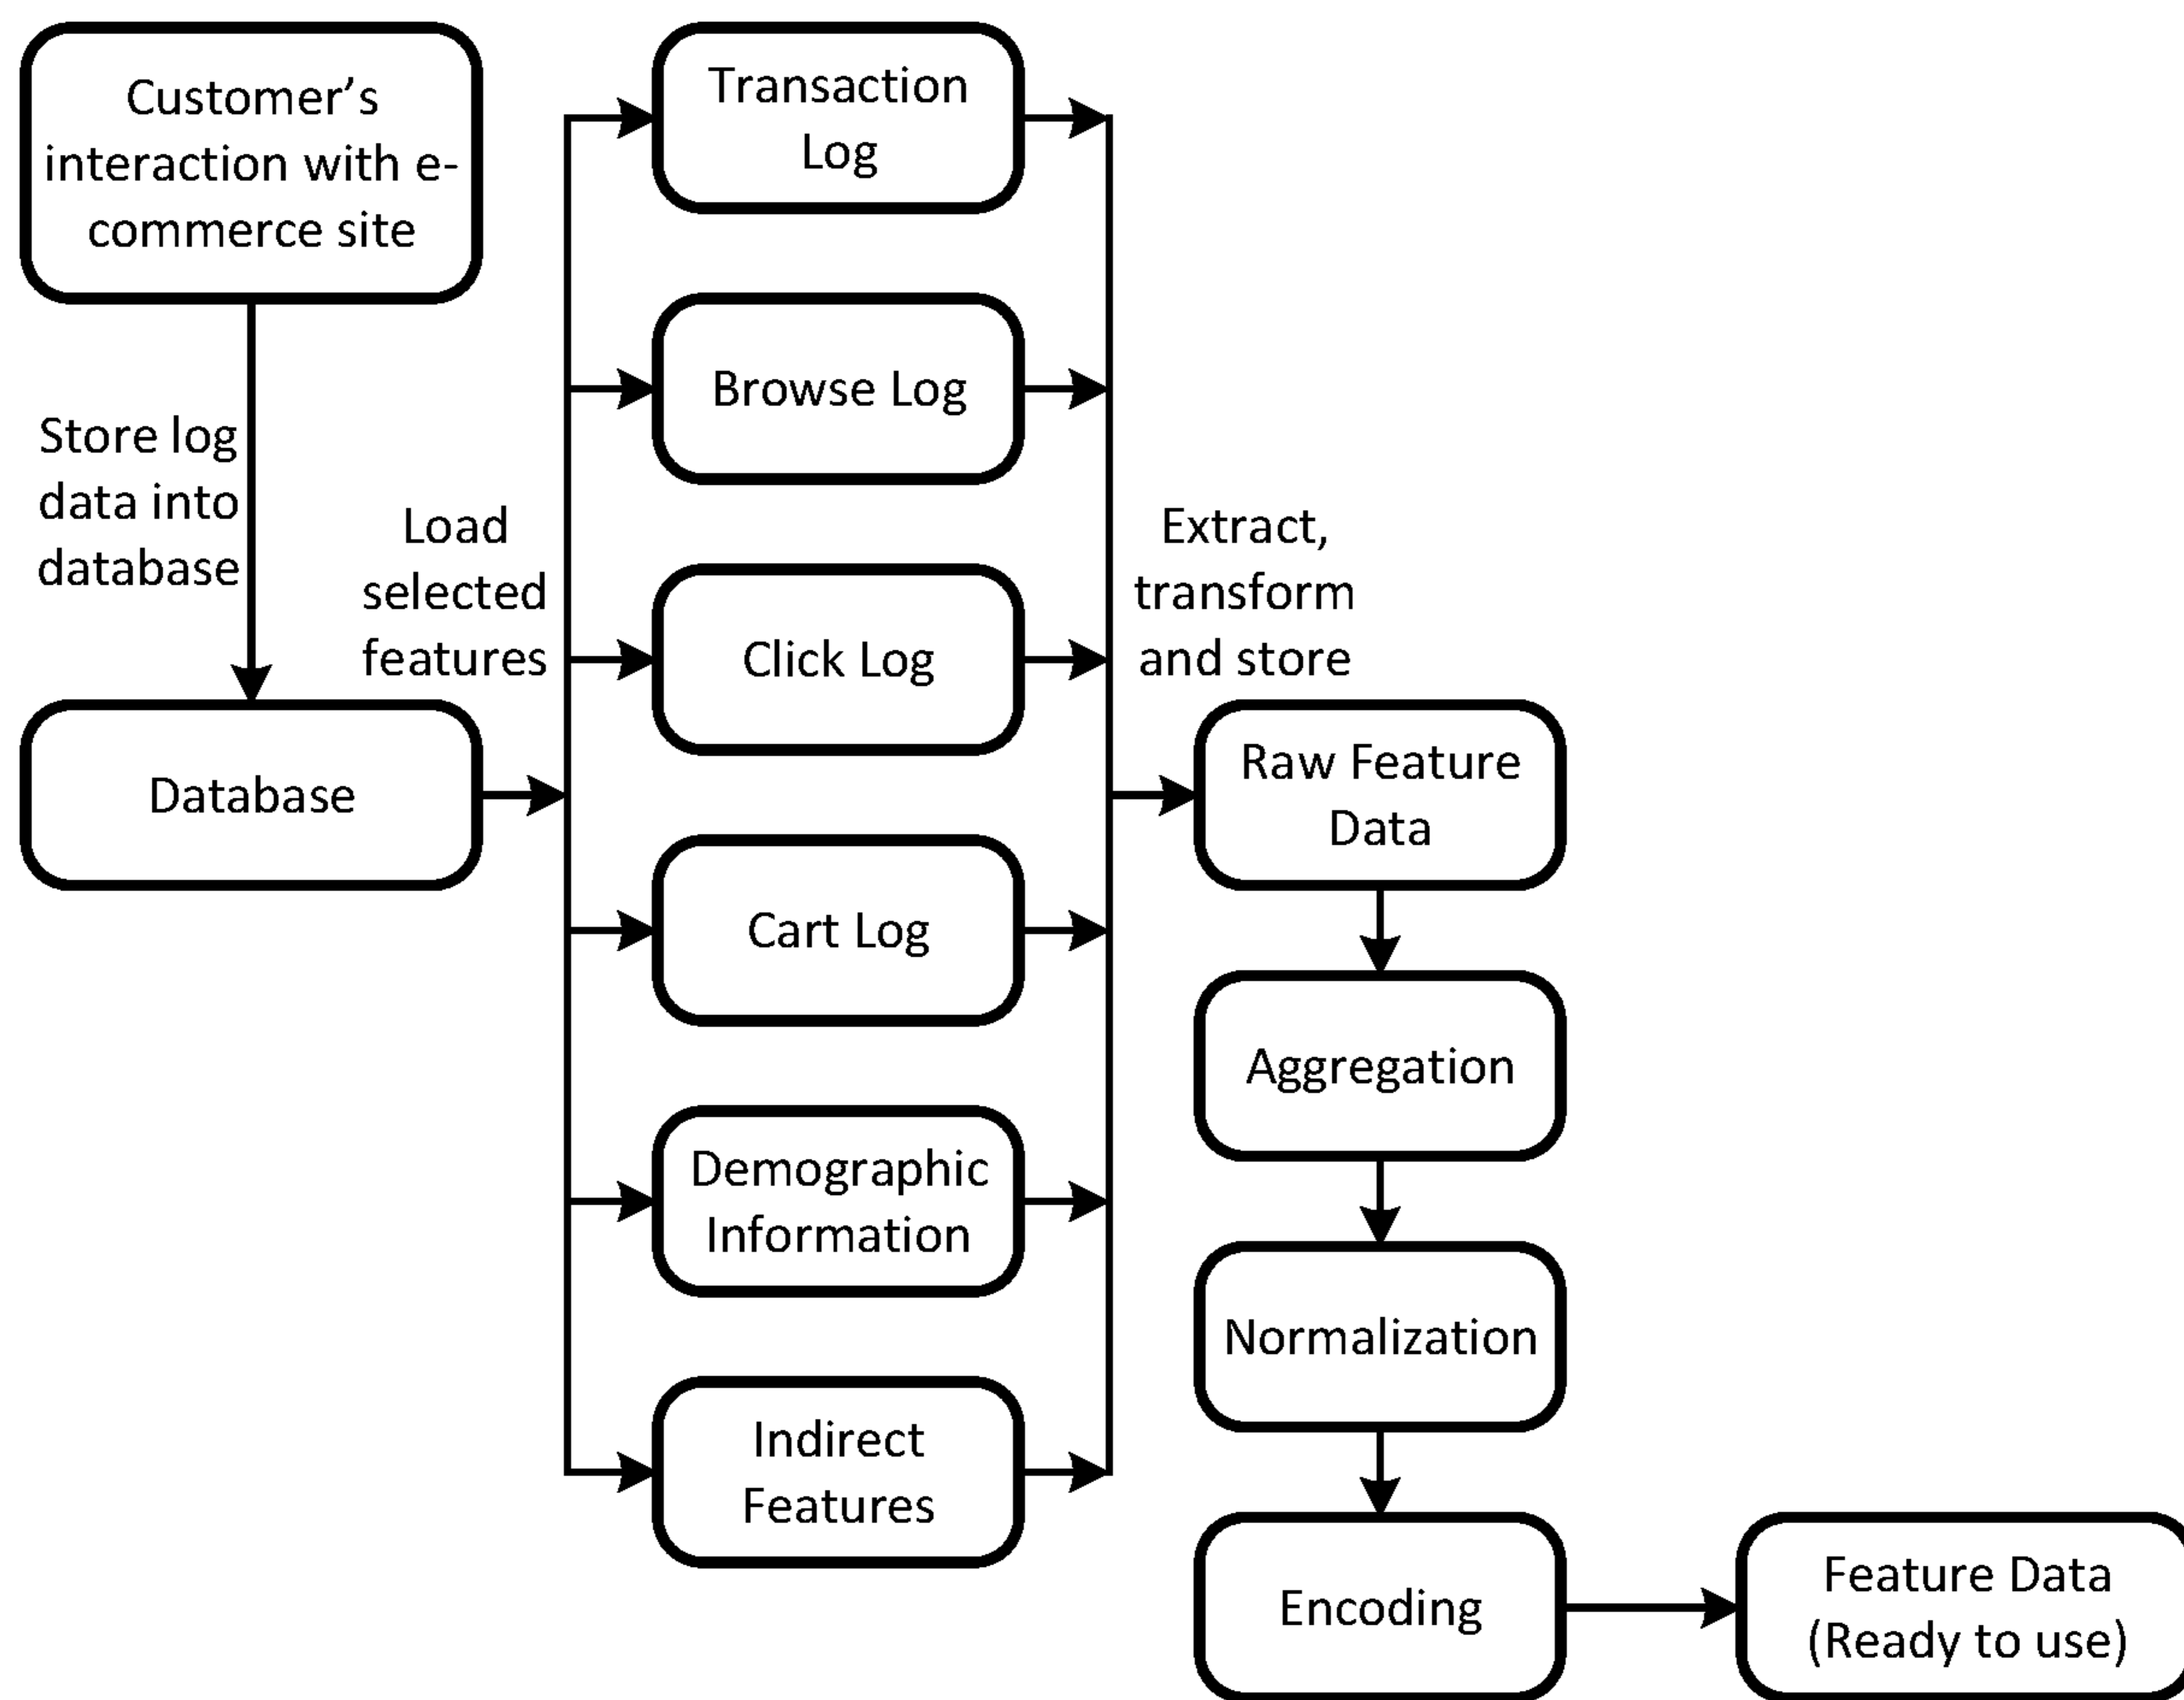 Customer’s
interaction with e-
commerce site
Store log
data into
database
Database
Load
selected
features
Transaction
Log
Browse Log
Click Log
Cart Log
Demographic
Information
Indirect
Features
Extract,
transform
and store
Raw Feature
Data
Aggregation
Normalization
Encoding
Feature Data
(Ready to use)